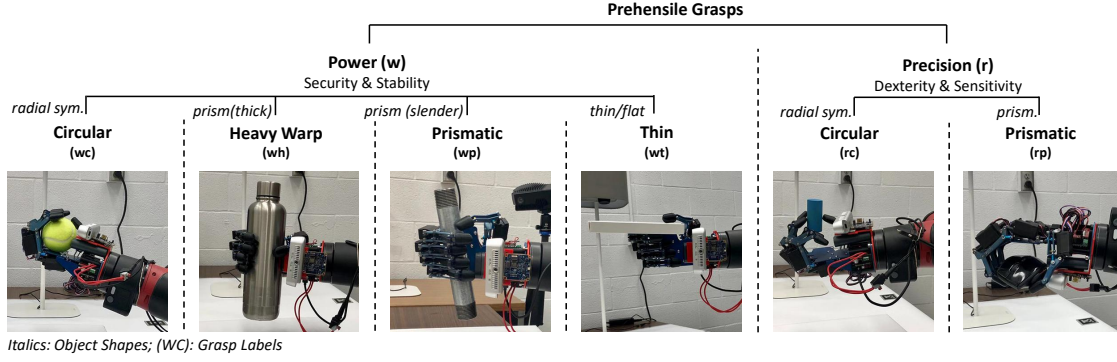 Prehensile Grasps
Power (w)
Security & Stability
Precision (r)
Dexterity & Sensitivity
radial sym.
prism(thick)
prism (slender)
thin/flat
radial sym.
prism.
Circular
(wc)
Heavy Warp
(wh)
Prismatic
(wp)
Thin
(wt)
Circular
(rc)
Prismatic
(rp)
Italics: Object Shapes; (WC): Grasp Labels